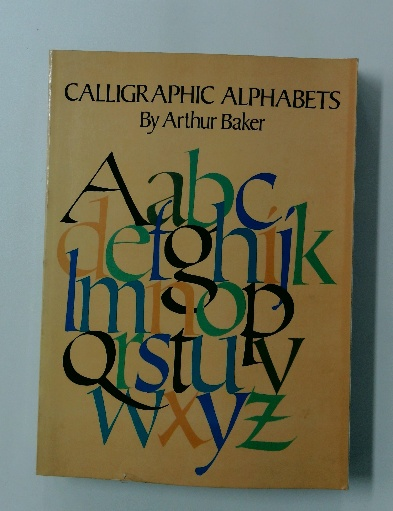 CALLIGRAPHIC ALPHABETS
By Arthur Baker
Aabc
defghijk
lmnop
Qrstuv
wxyz